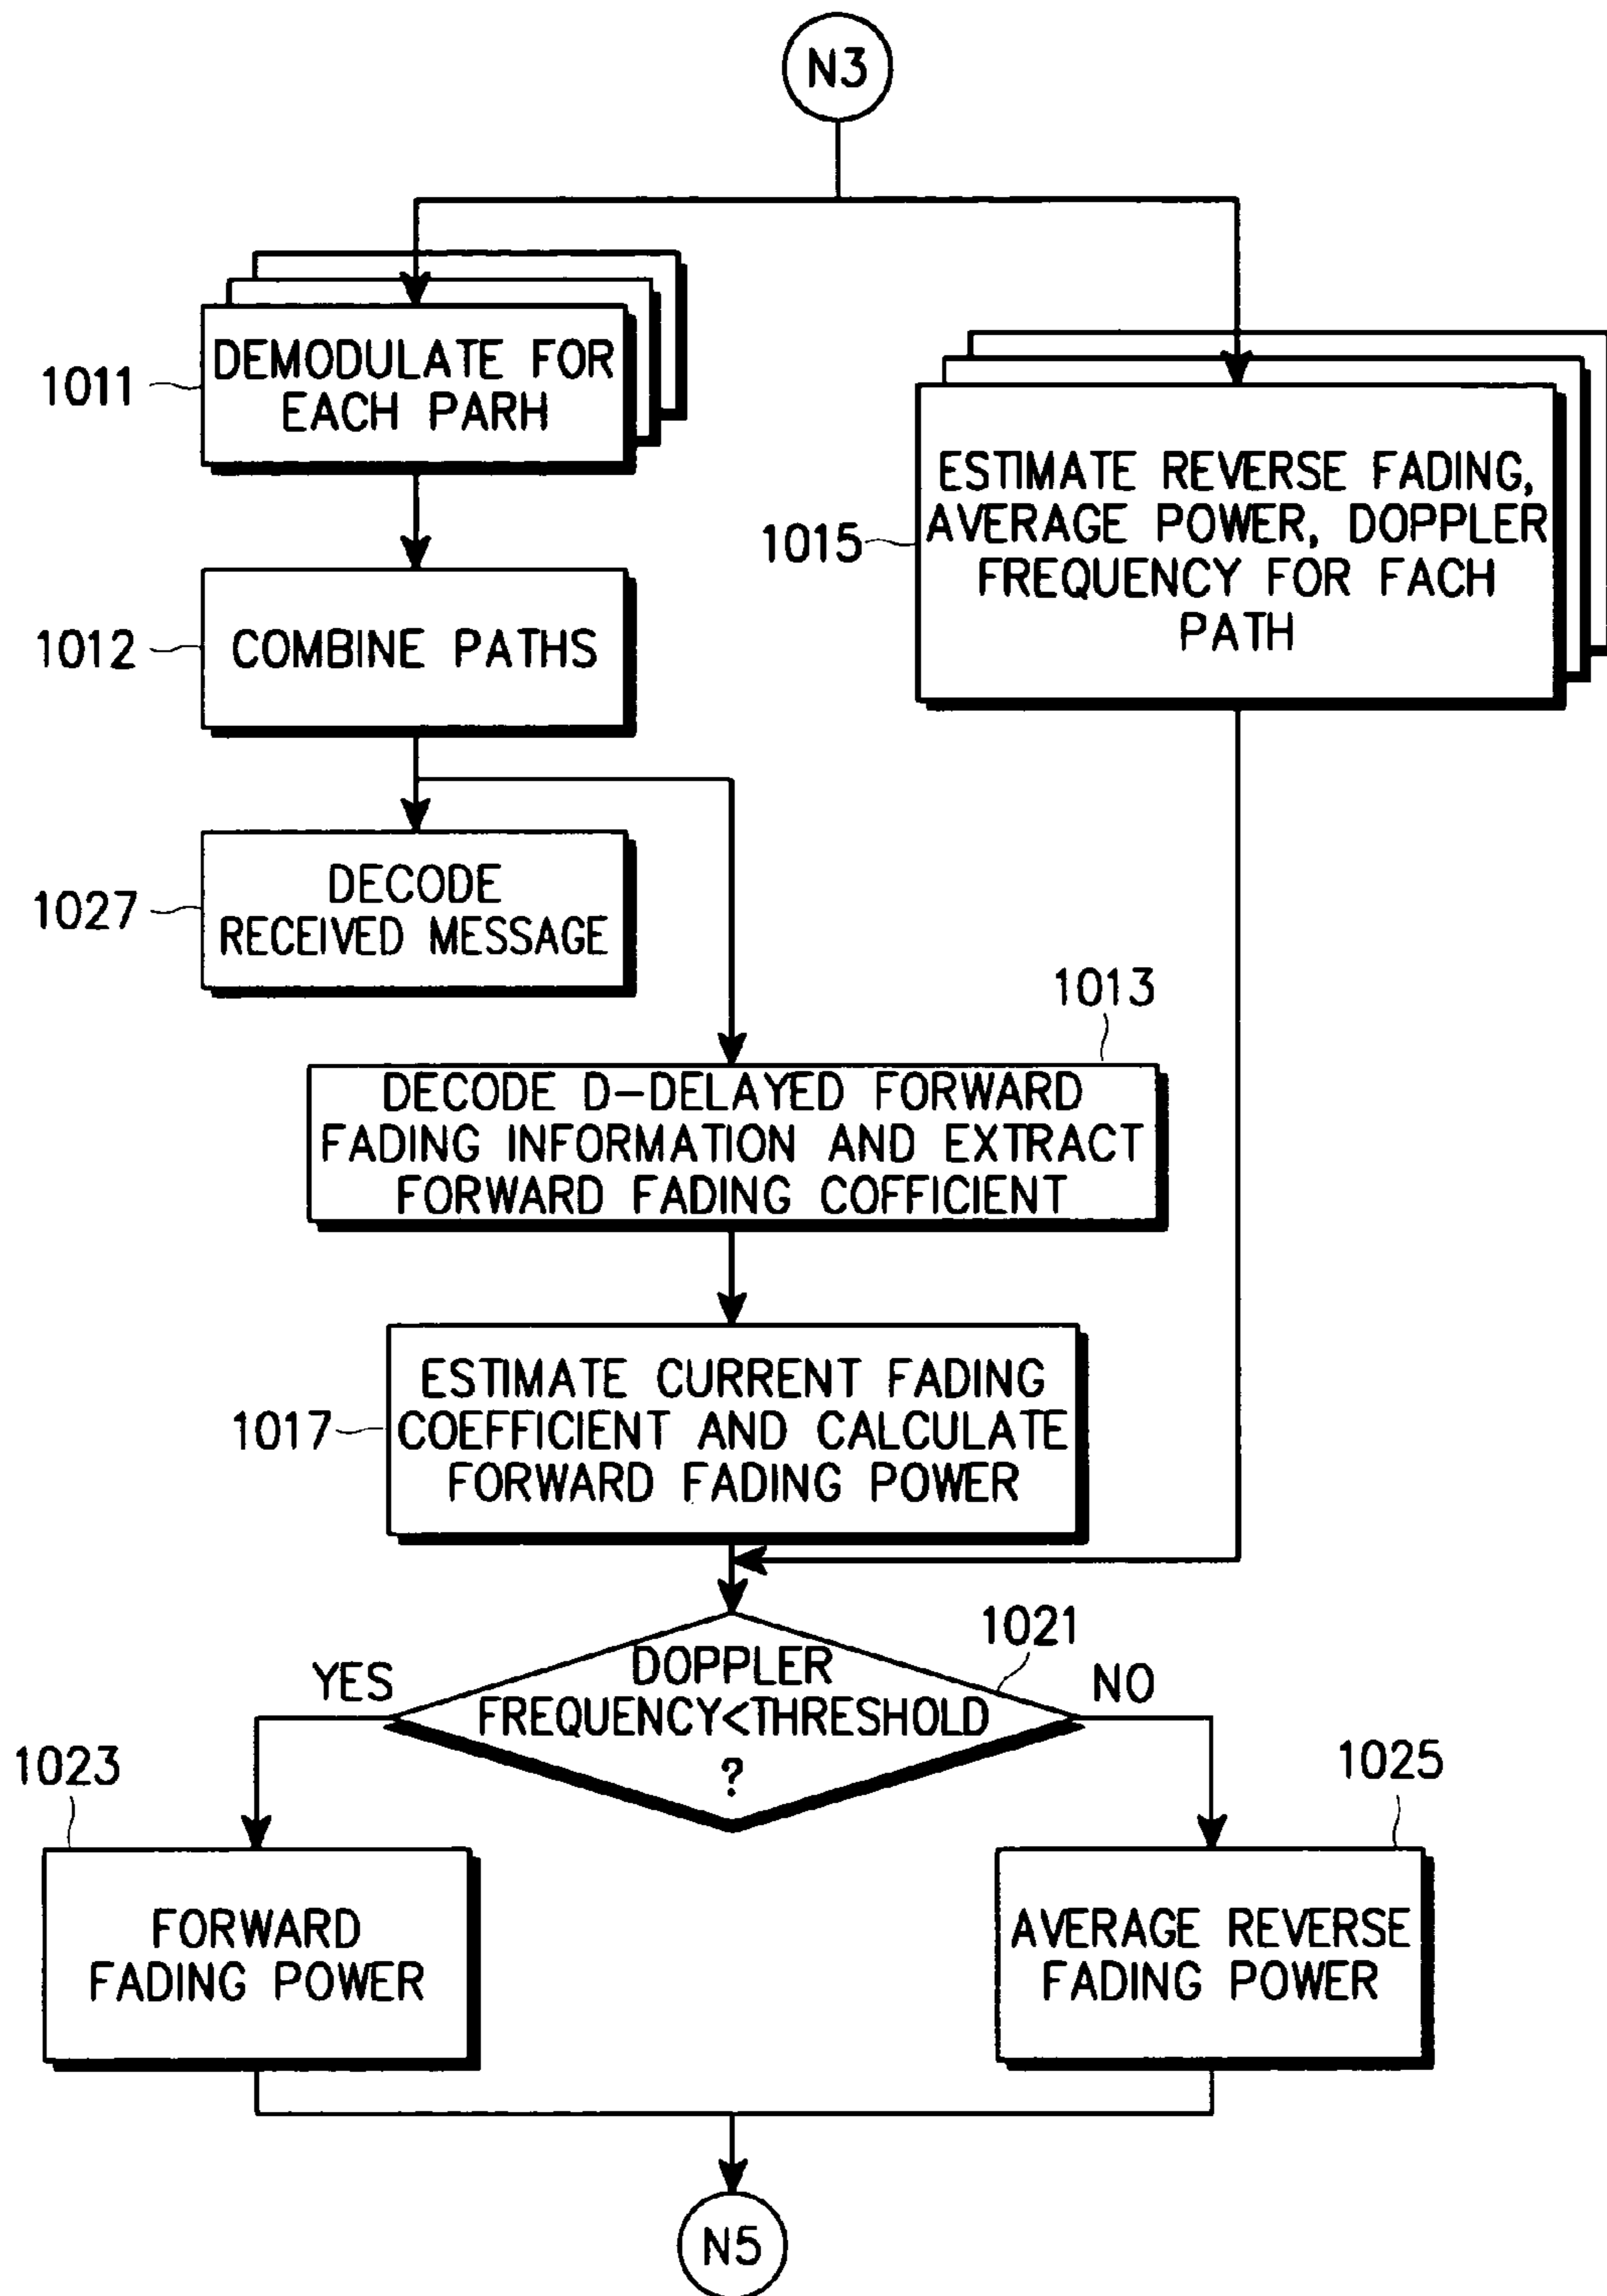 N3
1011
DEMODULATE FOR
EACH PARH
1015
ESTIMATE REVERSE FADING,
AVERAGE POWER, DOPPLER
FREQUENCY FOR FACH
PATH
1012
COMBINE PATHS
1027
DECODE
RECEIVED MESSAGE
1013
DECODE D-DELAYED FORWARD
FADING INFORMATION AND EXTRACT
FORWARD FADING COFFICIENT
1017
ESTIMATE CURRENT FADING
COEFFICIENT AND CALCULATE
FORWARD FADING POWER
1021
YES
DOPPLER
FREQUENCY<THRESHOLD
?
NO
1023
FORWARD
FADING POWER
1025
AVERAGE REVERSE
FADING POWER
N5